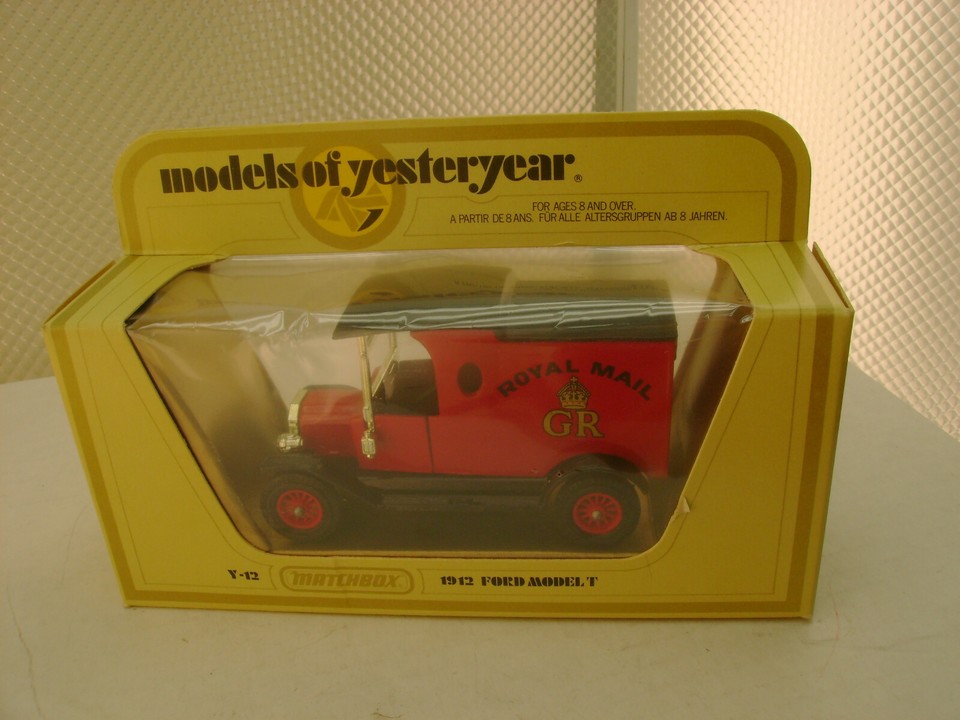 models of yesteryear®
FOR AGES 8 AND OVER.
A PARTIR DE 8 ANS. FÜR ALLE ALTERSGRUPPEN AB 8 JAHREN.
ROYAL MAIL
GR
Y-12 MATCHBOX 1912 FORD MODEL T